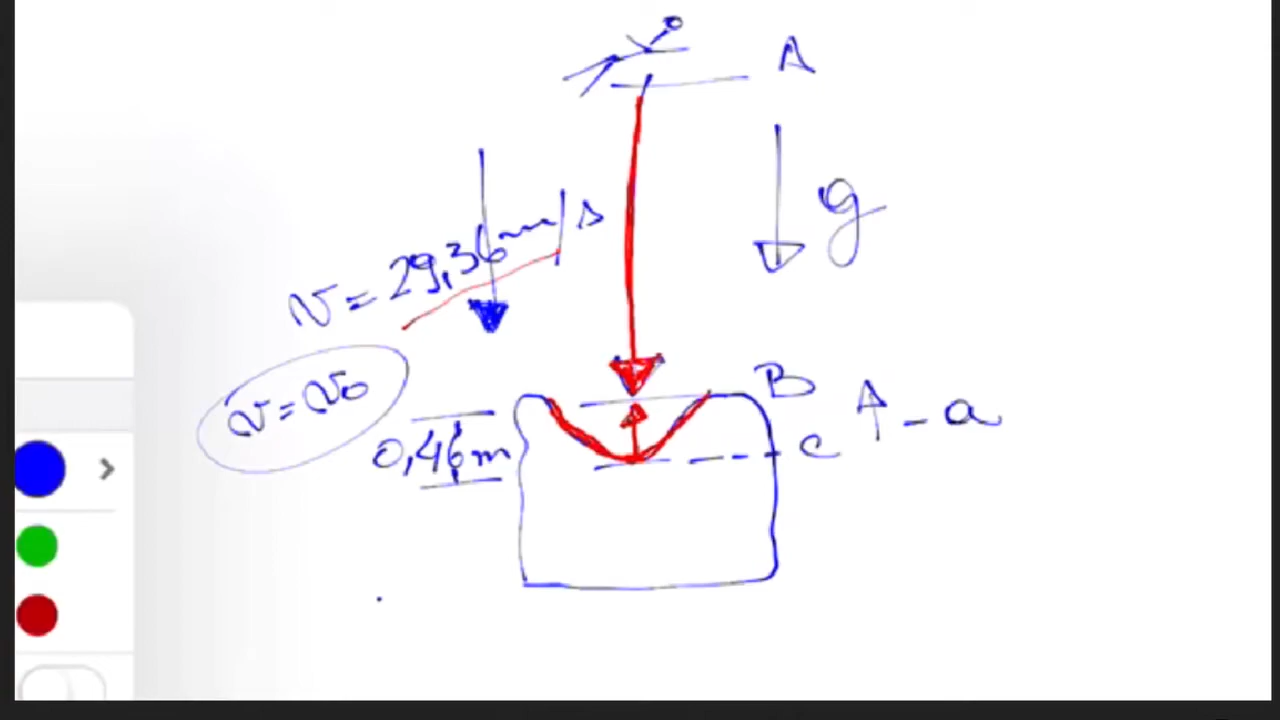 A
g
v = 29,36 m/s
v = v₀
B
0,46 m
c
- a